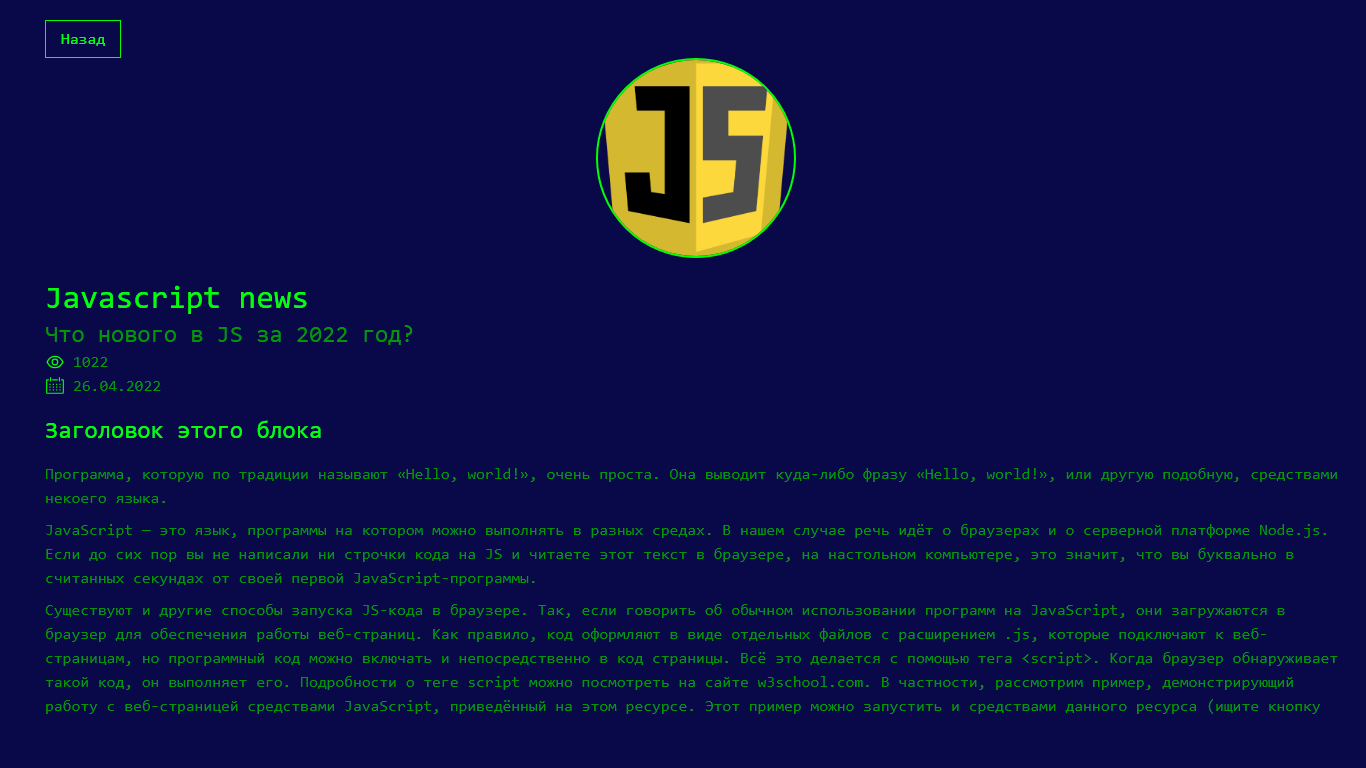 Назад
JS
Javascript news
Что нового в JS за 2022 год?
1022
26.04.2022
Заголовок этого блока
Программа, которую по традиции называют «Hello, world!», очень проста. Она выводит куда-либо фразу «Hello, world!», или другую подобную, средствами
некоего языка.
JavaScript — это язык, программы на котором можно выполнять в разных средах. В нашем случае речь идёт о браузерах и о серверной платформе Node.js.
Если до сих пор вы не написали ни строчки кода на JS и читаете этот текст в браузере, на настольном компьютере, это значит, что вы буквально в
считанных секундах от своей первой JavaScript-программы.
Существуют и другие способы запуска JS-кода в браузере. Так, если говорить об обычном использовании программ на JavaScript, они загружаются в
браузер для обеспечения работы веб-страниц. Как правило, код оформляют в виде отдельных файлов с расширением .js, которые подключают к веб-
страницам, но программный код можно включать и непосредственно в код страницы. Всё это делается с помощью тега <script>. Когда браузер обнаруживает
такой код, он выполняет его. Подробности о теге script можно посмотреть на сайте w3school.com. В частности, рассмотрим пример, демонстрирующий
работу с веб-страницей средствами JavaScript, приведённый на этом ресурсе. Этот пример можно запустить и средствами данного ресурса (ищите кнопку